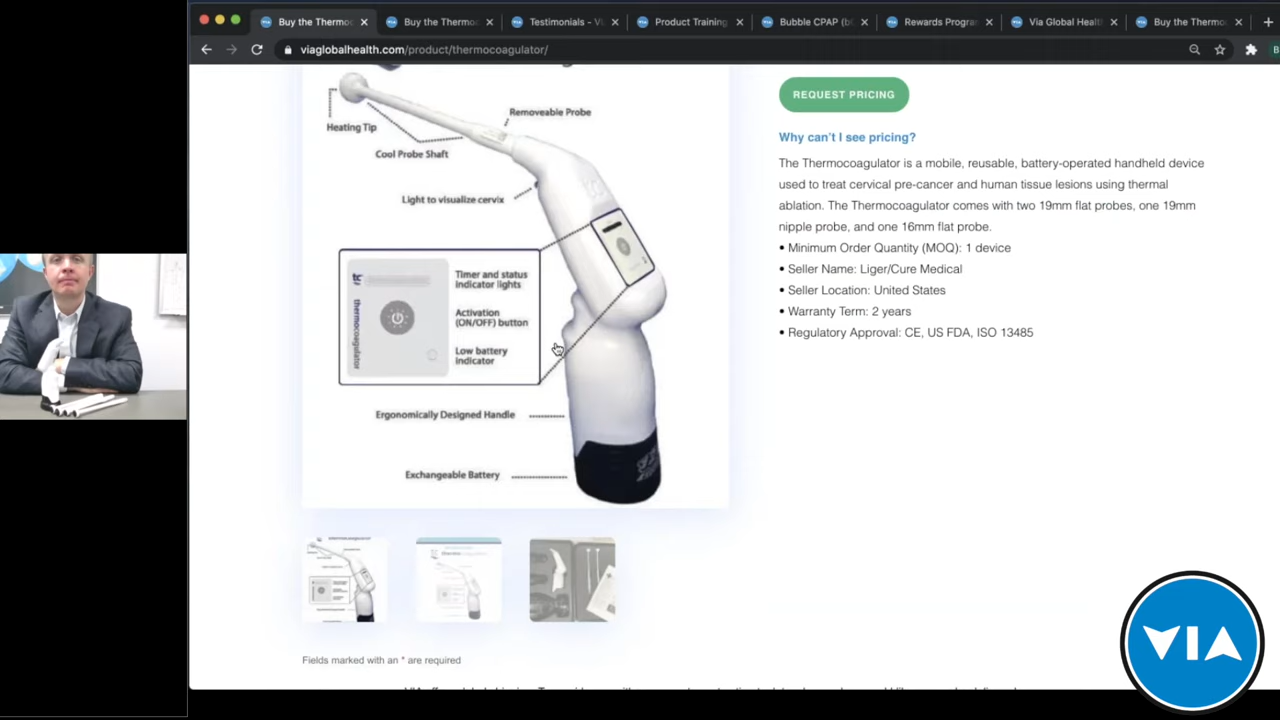 Buy the Thermoc
Buy the Thermoa
Testimonials - V
Product Training
Bubble CPAP (b
Rewards Progra
Via Global Healt
Buy the Thermo
viaglobalhealth.com/product/thermocoagulator/
Heating Tip
Removeable Probe
Cool Probe Shaft
Light to visualize cervix
thermocoagulator
Timer and status
indicator lights
Activation
(ON/OFF) button
Low battery
indicator
Ergonomically Designed Handle
Exchangeable Battery
REQUEST PRICING
Why can't I see pricing?
The Thermocoagulator is a mobile, reusable, battery-operated handheld device
used to treat cervical pre-cancer and human tissue lesions using thermal
ablation. The Thermocoagulator comes with two 19mm flat probes, one 19mm
nipple probe, and one 16mm flat probe.
• Minimum Order Quantity (MOQ): 1 device
• Seller Name: Liger/Cure Medical
• Seller Location: United States
• Warranty Term: 2 years
• Regulatory Approval: CE, US FDA, ISO 13485
Fields marked with an * are required
VIA